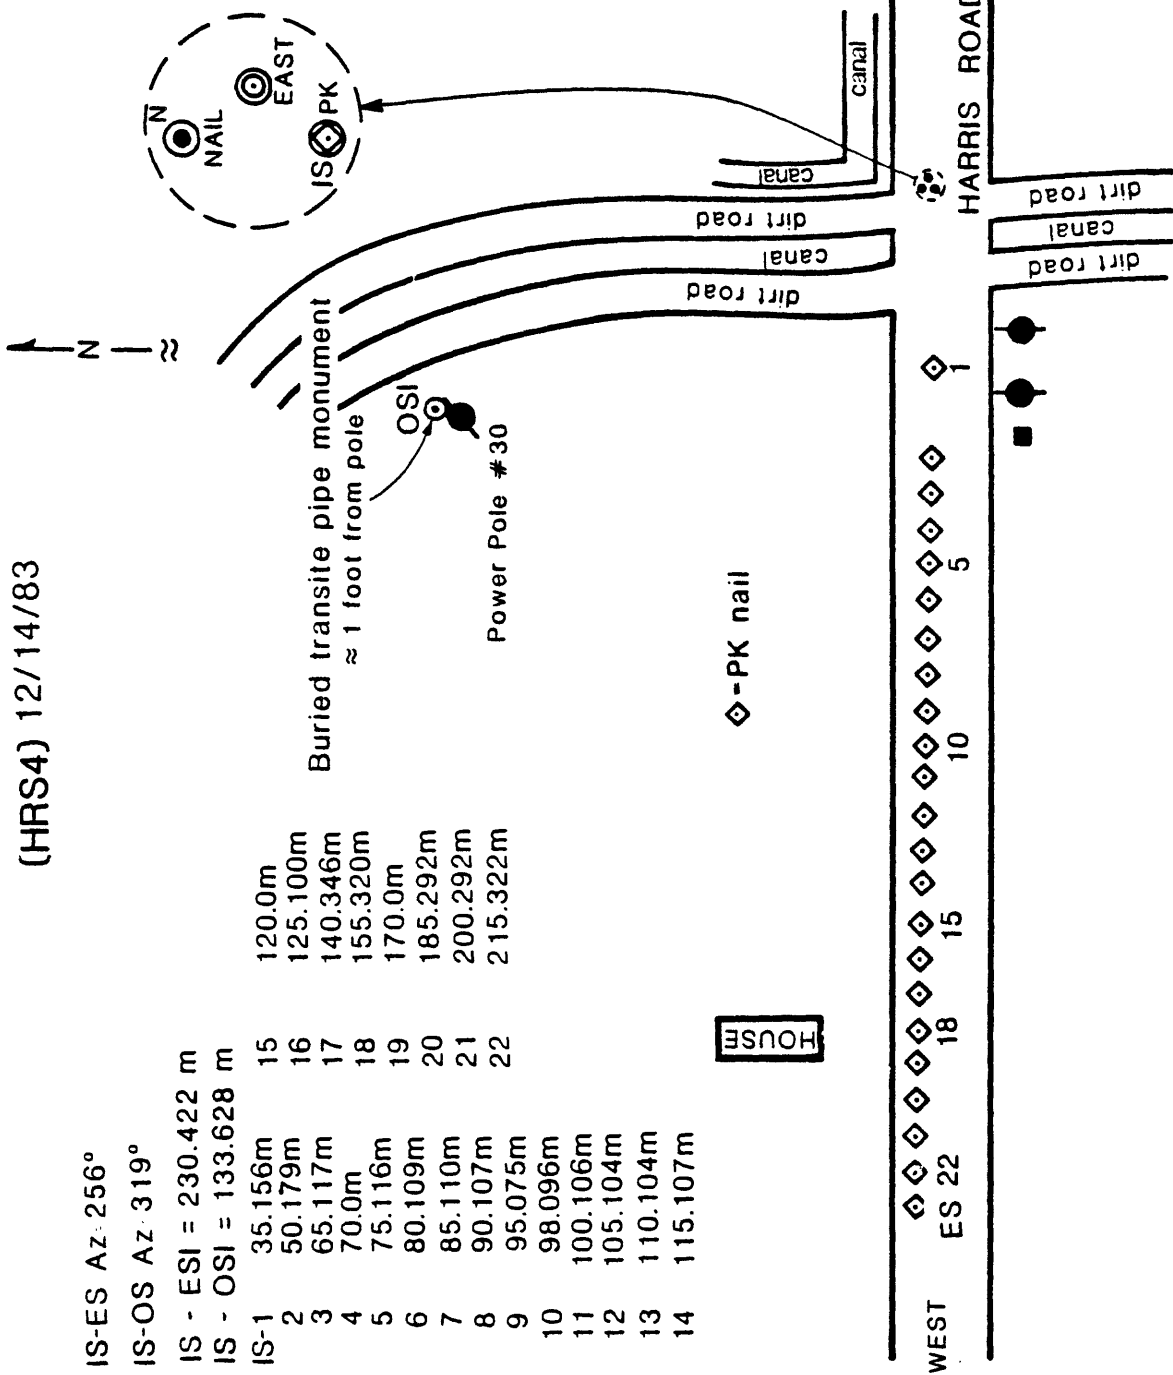 (HRS4) 12/14/83
IS-ES Az 256°
IS-OS Az 319°
IS - ESI = 230.422 m
IS - OSI = 133.628 m
IS-1 35.156m 15 120.0m
2 50.179m 16 125.100m
3 65.117m 17 140.346m
4 70.0m 18 155.320m
5 75.116m 19 170.0m
6 80.109m 20 185.292m
7 85.110m 21 200.292m
8 90.107m 22 215.322m
9 95.075m
10 98.096m
11 100.106m
12 105.104m
13 110.104m
14 115.107m
N
Buried transite pipe monument
≈ 1 foot from pole
OSI
Power Pole #30
N
NAIL
EAST
IS PK
◇-PK nail
HOUSE
dirt road
canal
dirt road
canal
canal
WEST
ES 22
18
15
10
5
1
HARRIS ROAD
dirt road
canal
dirt road